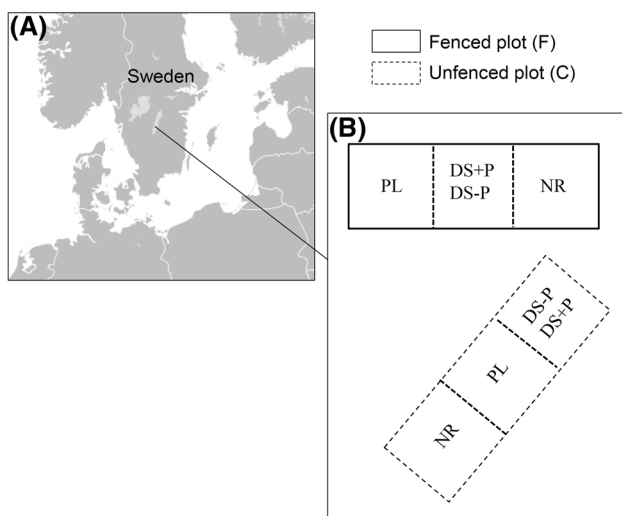 (A)
Sweden
Fenced plot (F)
Unfenced plot (C)
(B)
PL
DS+P
DS-P
NR
DS-P
DS+P
PL
NR